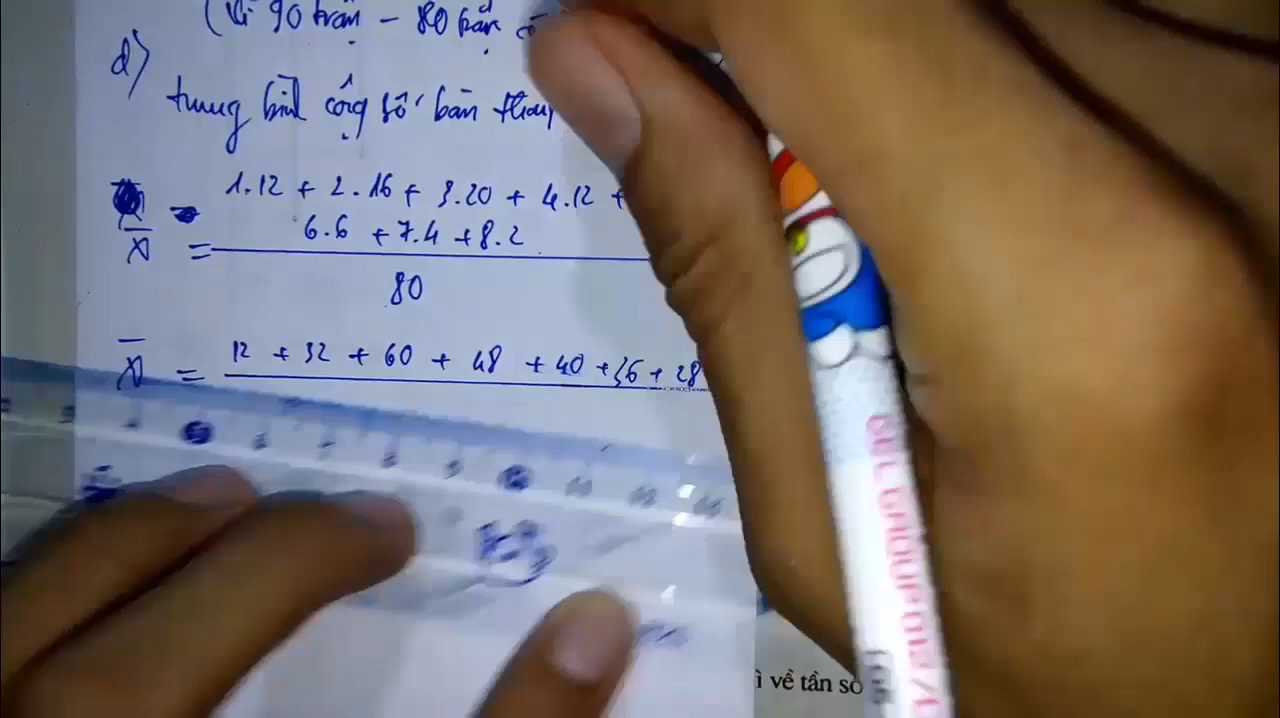 (Vì 90 trận - 80 bàn
d)
trung bình cộng số bàn
1.12 + 2.16 + 3.20 + 4.12 +
6.6 + 7.4 + 8.2
X =
80
X = 12 + 32 + 60 + 48 + 40 + 36 + 28
ì về tần số